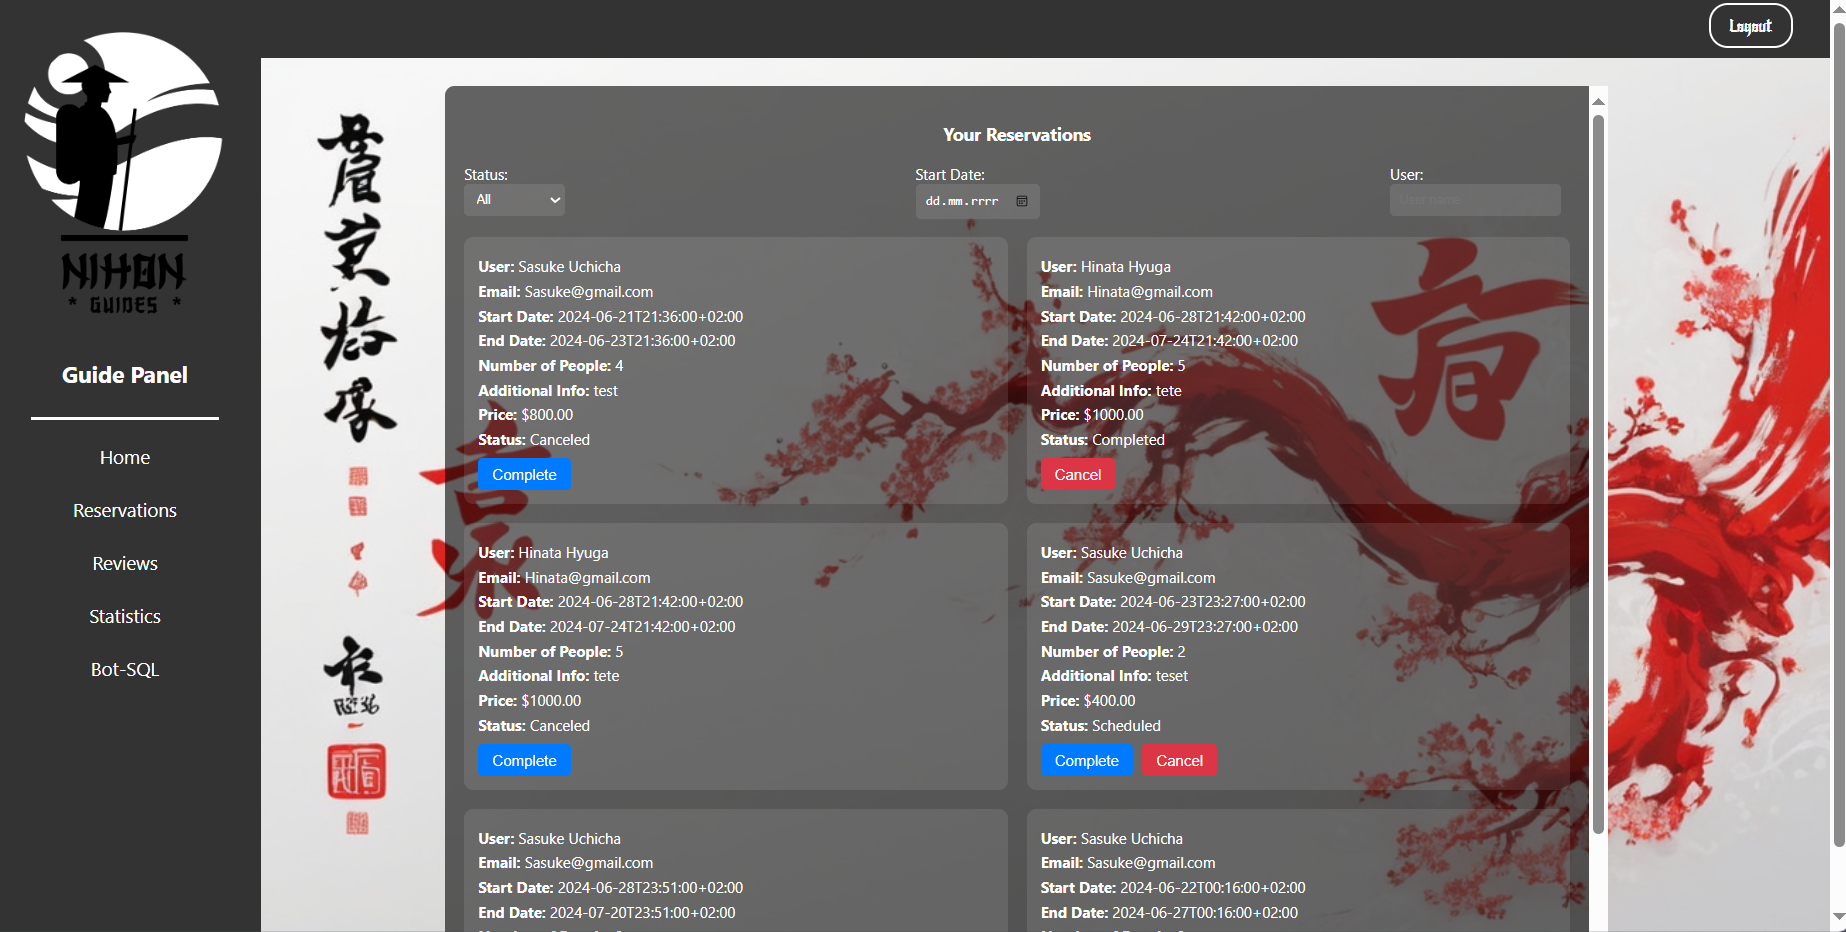 Logout
NIHON
* GUIDES *
Guide Panel
Home
Reservations
Reviews
Statistics
Bot-SQL
Your Reservations
Status:
All
Start Date:
dd.mm.rrrr
User:
User name
User: Sasuke Uchicha
Email: Sasuke@gmail.com
Start Date: 2024-06-21T21:36:00+02:00
End Date: 2024-06-23T21:36:00+02:00
Number of People: 4
Additional Info: test
Price: $800.00
Status: Canceled
Complete
User: Hinata Hyuga
Email: Hinata@gmail.com
Start Date: 2024-06-28T21:42:00+02:00
End Date: 2024-07-24T21:42:00+02:00
Number of People: 5
Additional Info: tete
Price: $1000.00
Status: Completed
Cancel
User: Hinata Hyuga
Email: Hinata@gmail.com
Start Date: 2024-06-28T21:42:00+02:00
End Date: 2024-07-24T21:42:00+02:00
Number of People: 5
Additional Info: tete
Price: $1000.00
Status: Canceled
Complete
User: Sasuke Uchicha
Email: Sasuke@gmail.com
Start Date: 2024-06-23T23:27:00+02:00
End Date: 2024-06-29T23:27:00+02:00
Number of People: 2
Additional Info: teset
Price: $400.00
Status: Scheduled
Complete Cancel
User: Sasuke Uchicha
Email: Sasuke@gmail.com
Start Date: 2024-06-28T23:51:00+02:00
End Date: 2024-07-20T23:51:00+02:00
User: Sasuke Uchicha
Email: Sasuke@gmail.com
Start Date: 2024-06-22T00:16:00+02:00
End Date: 2024-06-27T00:16:00+02:00